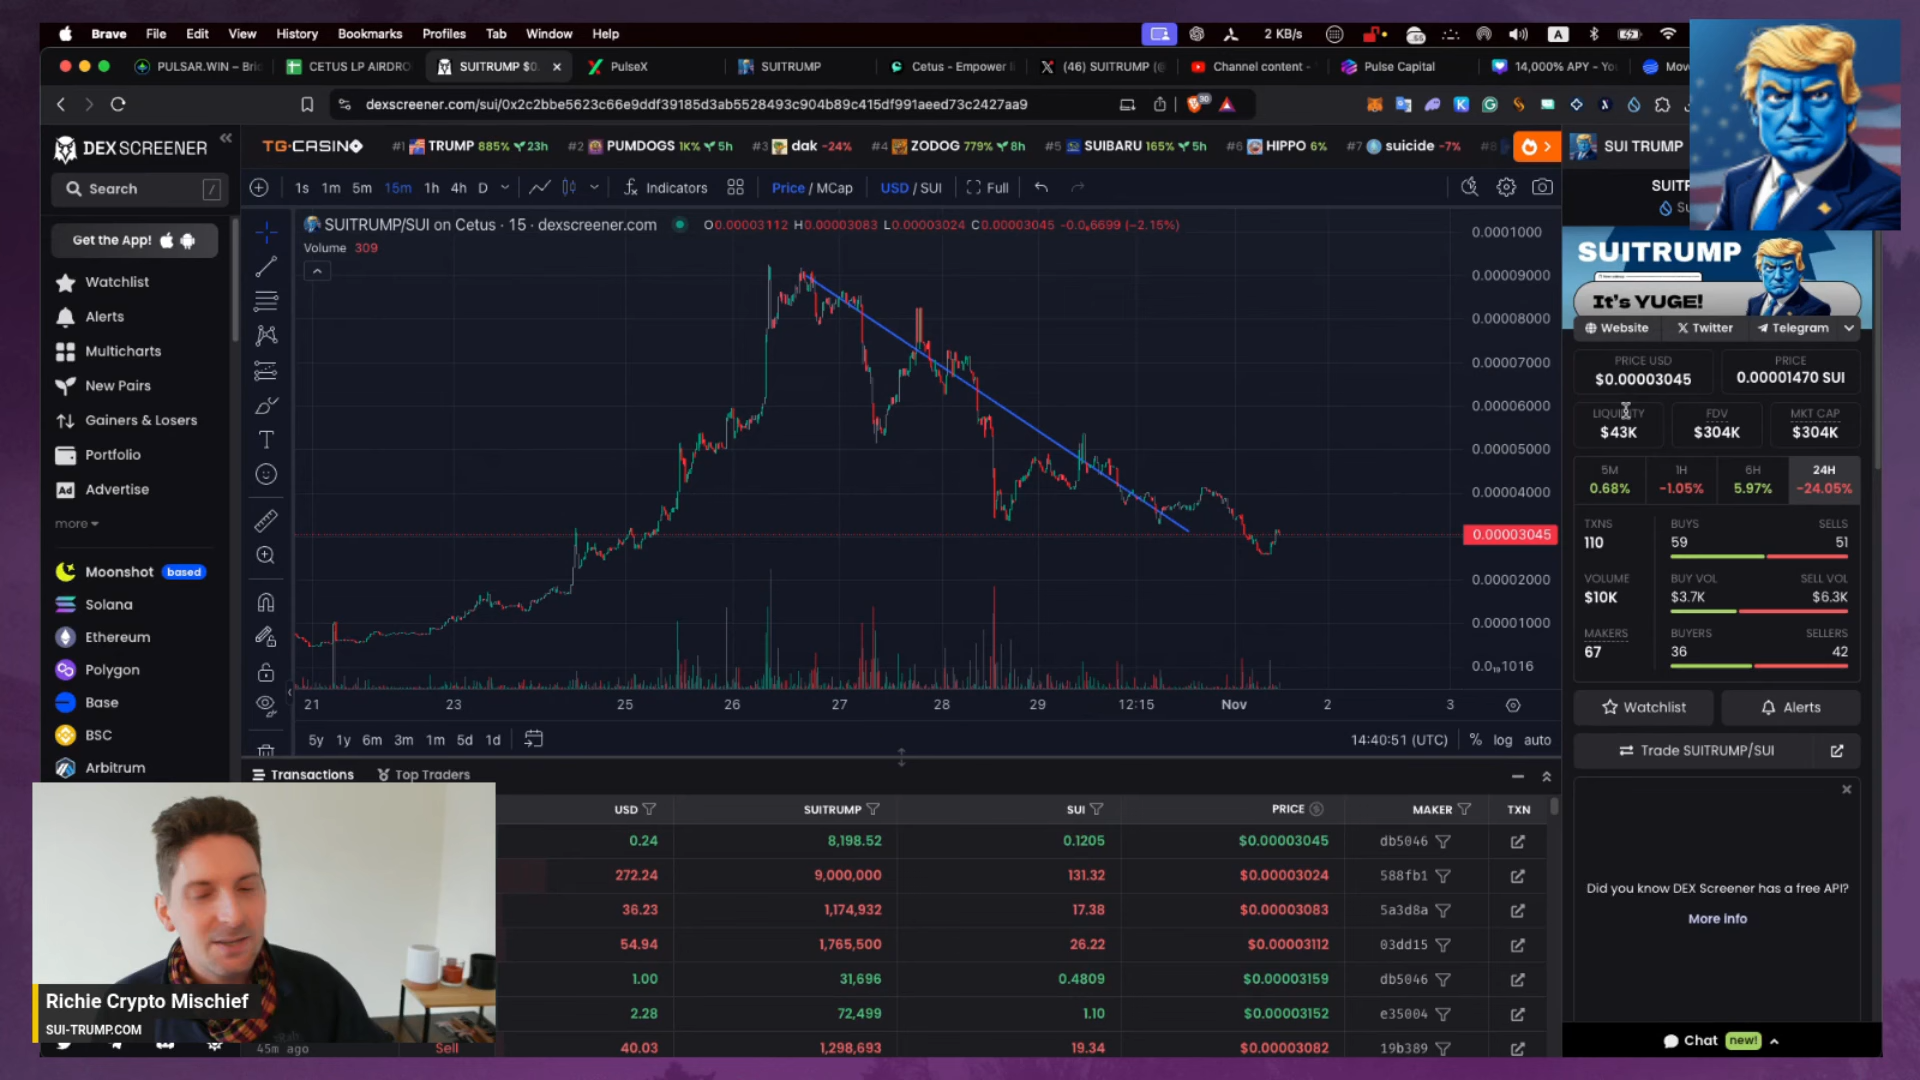 Brave File Edit View History Bookmarks Profiles Tab Window Help 2 KB/s A
PULSAR.WIN – Bri CETUS LP AIRDRO SUITRUMP $0. PulseX SUITRUMP Cetus - Empower (46) SUITRUMP (@ Channel content - Pulse Capital 14,000% APY - Yo Mov
dexscreener.com/sui/0x2c2bbe5623c66e9ddf39185d3ab5528493c904b89c415df991aeed73c2427aa9
DEX SCREENER
TG.CASINO #1 TRUMP 885% 23h #2 PUMDOGS 1K% 5h #3 dak -24% #4 ZODOG 779% 8h #5 SUIBARU 165% 5h #6 HIPPO 6% #7 suicide -7% #8
SUI TRUMP
Search /
1s 1m 5m 15m 1h 4h D Indicators Price / MCap USD / SUI Full
SUITRUMP/SUI on Cetus · 15 · dexscreener.com O0.00003112 H0.00003083 L0.00003024 C0.00003045 -0.0₆6699 (−2.15%)
Volume 309
Get the App!
Watchlist
Alerts
Multicharts
New Pairs
Gainers & Losers
Portfolio
Ad Advertise
more
Moonshot based
Solana
Ethereum
Polygon
Base
BSC
Arbitrum
0.0001000
0.00009000
0.00008000
0.00007000
0.00006000
0.00005000
0.00004000
0.00003045
0.00002000
0.00001000
0.0₁₉1016
21 23 25 26 27 28 29 12:15 Nov 2 3
5y 1y 6m 3m 1m 5d 1d 14:40:51 (UTC) % log auto
SUITRUMP
It's YUGE!
Website Twitter Telegram
PRICE USD
$0.00003045
PRICE
0.00001470 SUI
LIQUIDITY
$43K
FDV
$304K
MKT CAP
$304K
5M 1H 6H 24H
0.68% -1.05% 5.97% -24.05%
TXNS BUYS SELLS
110 59 51
VOLUME BUY VOL SELL VOL
$10K $3.7K $6.3K
MAKERS BUYERS SELLERS
67 36 42
Watchlist Alerts
Trade SUITRUMP/SUI
Did you know DEX Screener has a free API?
More info
Chat new!
Transactions Top Traders
USD SUITRUMP SUI PRICE MAKER TXN
0.24 8,198.52 0.1205 $0.00003045 db5046
272.24 9,000,000 131.32 $0.00003024 588fb1
36.23 1,174,932 17.38 $0.00003083 5a3d8a
54.94 1,765,500 26.22 $0.00003112 03dd15
1.00 31,696 0.4809 $0.00003159 db5046
2.28 72,499 1.10 $0.00003152 e35004
45m ago Sell 40.03 1,298,693 19.34 $0.00003082 19b389
Richie Crypto Mischief
SUI-TRUMP.COM